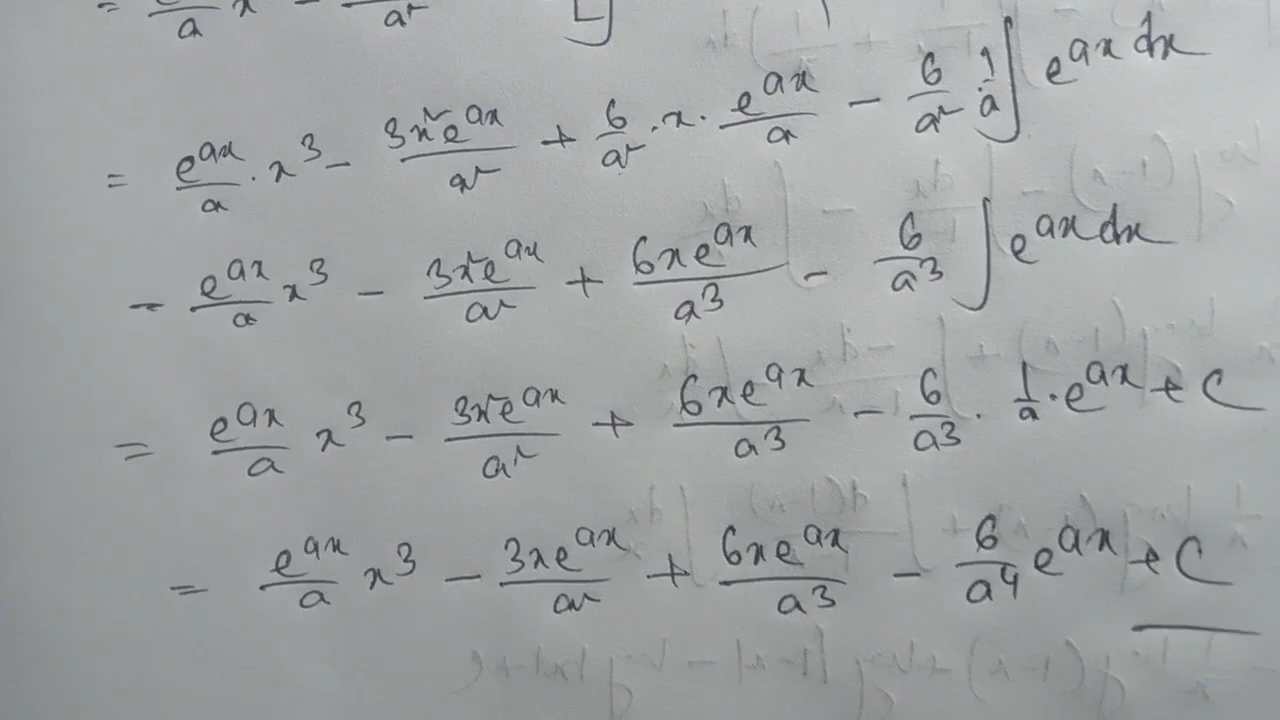 = e^{ax}/a · x^3 - 3x^2e^{ax}/a^2 + 6/a^2 · x · e^{ax}/a - 6/a^2 · 1/a ∫ e^{ax} dx
- e^{ax}/a x^3 - 3x^2e^{ax}/a^2 + 6xe^{ax}/a^3 - 6/a^3 ∫ e^{ax} dx
= e^{ax}/a x^3 - 3x^2e^{ax}/a^2 + 6xe^{ax}/a^3 - 6/a^3 · 1/a · e^{ax} + C
= e^{ax}/a x^3 - 3xe^{ax}/a^2 + 6xe^{ax}/a^3 - 6/a^4 e^{ax} + C